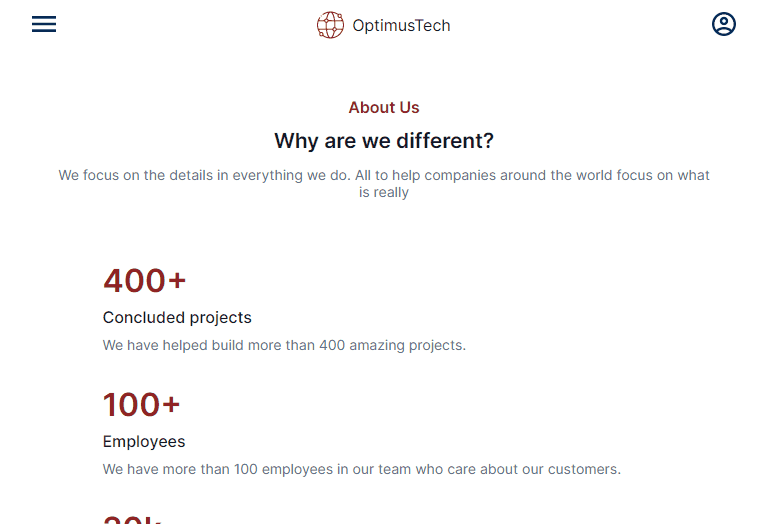 OptimusTech
About Us
Why are we different?
We focus on the details in everything we do. All to help companies around the world focus on what
is really
400+
Concluded projects
We have helped build more than 400 amazing projects.
100+
Employees
We have more than 100 employees in our team who care about our customers.